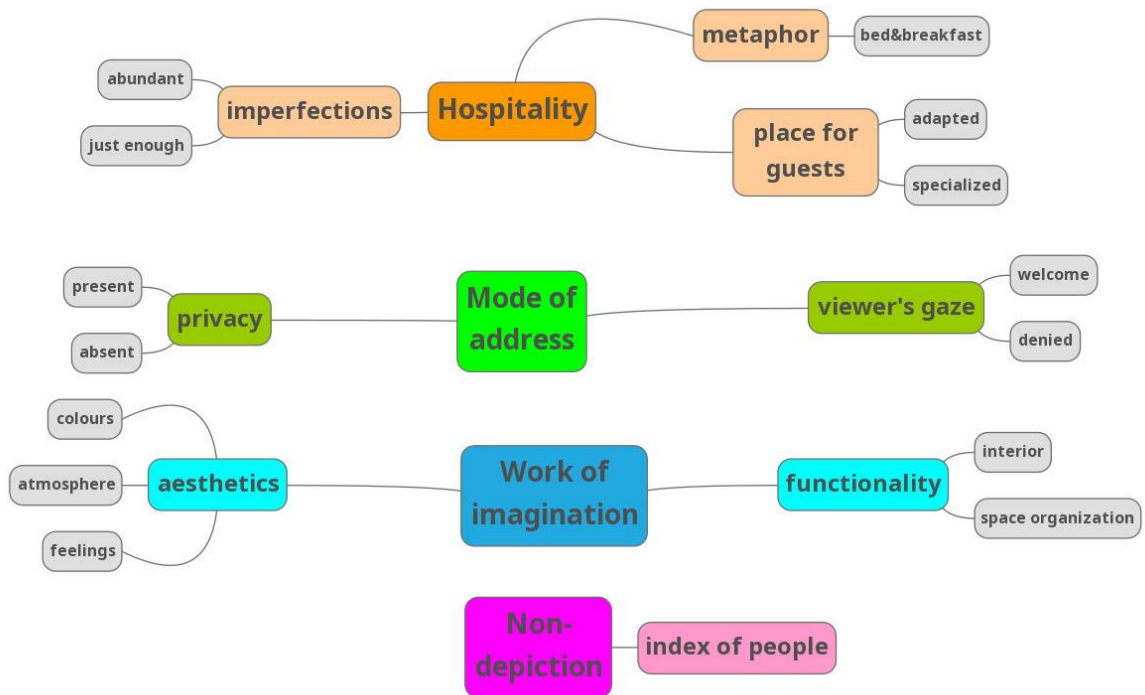 metaphor
bed&breakfast
abundant
imperfections
Hospitality
just enough
place for
guests
adapted
specialized
present
privacy
absent
Mode of
address
viewer's gaze
welcome
denied
colours
atmosphere
aesthetics
feelings
Work of
imagination
functionality
interior
space organization
Non-
depiction
index of people